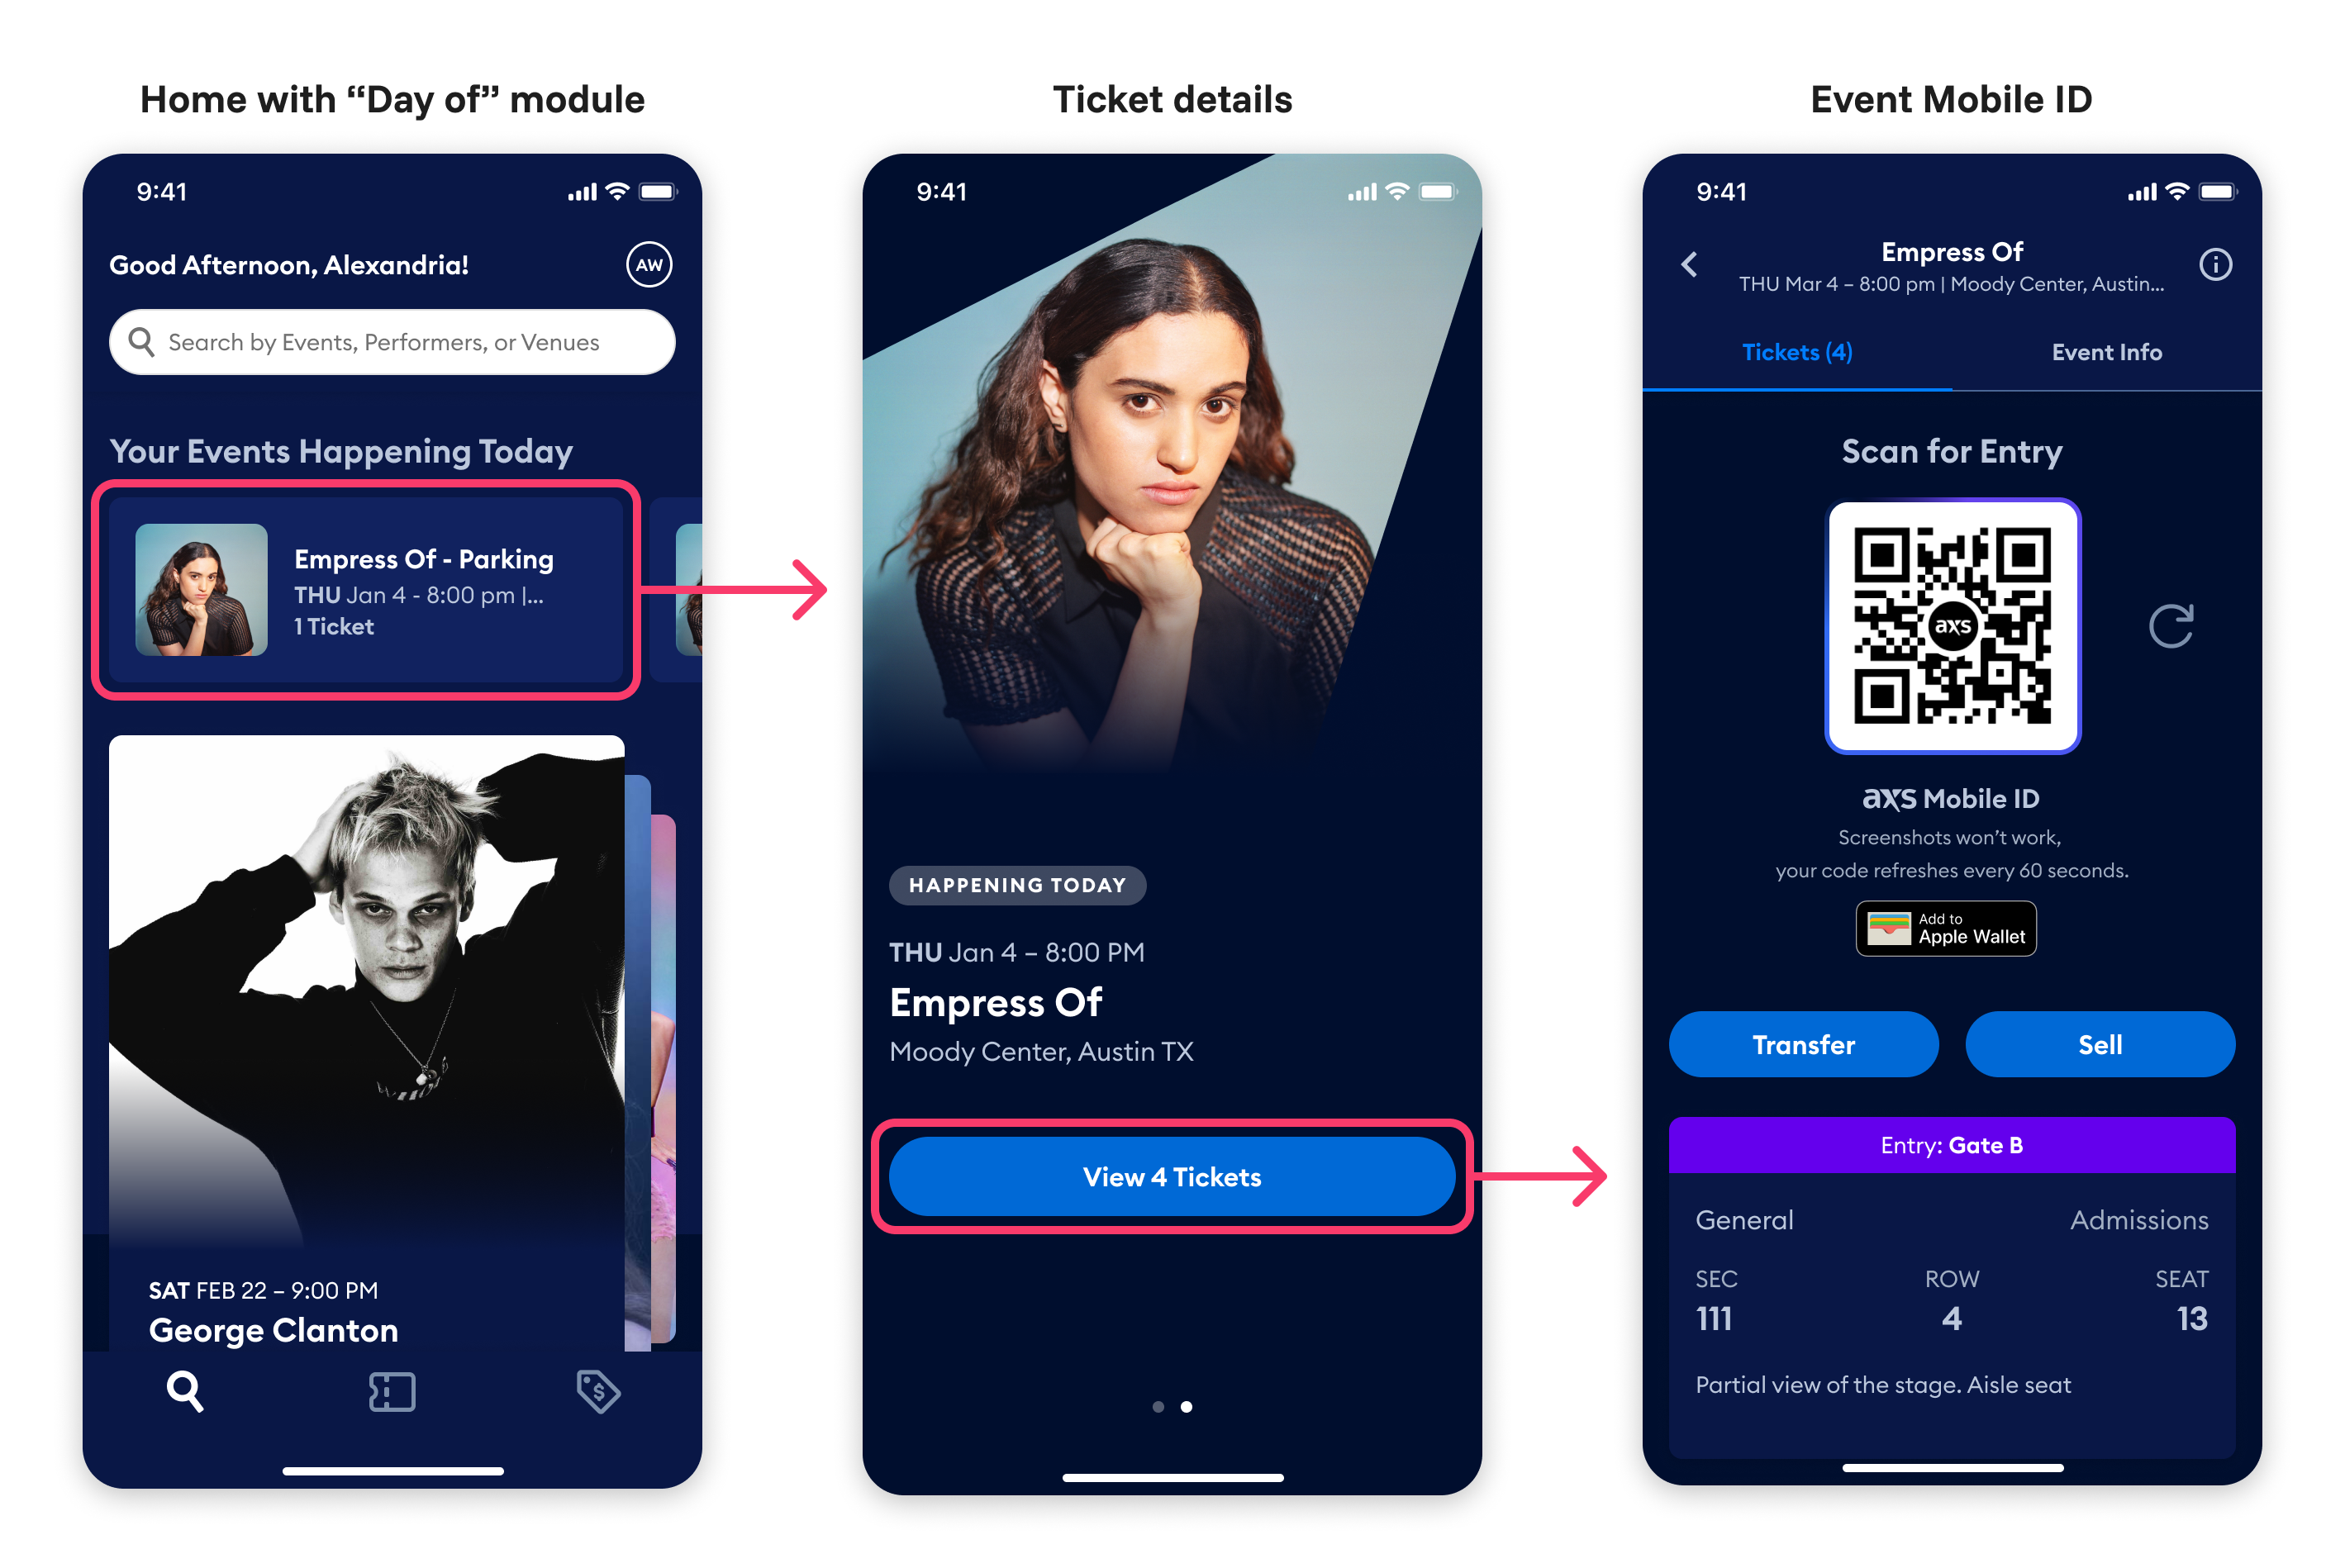 Home with “Day of” module
9:41
Good Afternoon, Alexandria!
AW
Search by Events, Performers, or Venues
Your Events Happening Today
Empress Of - Parking
THU Jan 4 - 8:00 pm |...
1 Ticket
SAT FEB 22 – 9:00 PM
George Clanton
$
Ticket details
9:41
HAPPENING TODAY
THU Jan 4 – 8:00 PM
Empress Of
Moody Center, Austin TX
View 4 Tickets
Event Mobile ID
9:41
Empress Of
THU Mar 4 – 8:00 pm | Moody Center, Austin...
Tickets (4)
Event Info
Scan for Entry
axs
axs Mobile ID
Screenshots won’t work,
your code refreshes every 60 seconds.
Add to
Apple Wallet
Transfer
Sell
Entry: Gate B
General Admissions
SEC ROW SEAT
111 4 13
Partial view of the stage. Aisle seat